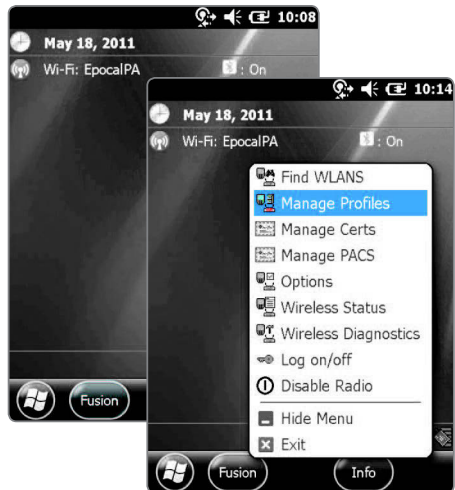 10:08
May 18, 2011
Wi-Fi: EpocalPA : On
Fusion
10:14
May 18, 2011
Wi-Fi: EpocalPA : On
Find WLANS
Manage Profiles
Manage Certs
Manage PACS
Options
Wireless Status
Wireless Diagnostics
Log on/off
Disable Radio
Hide Menu
Exit
Fusion Info